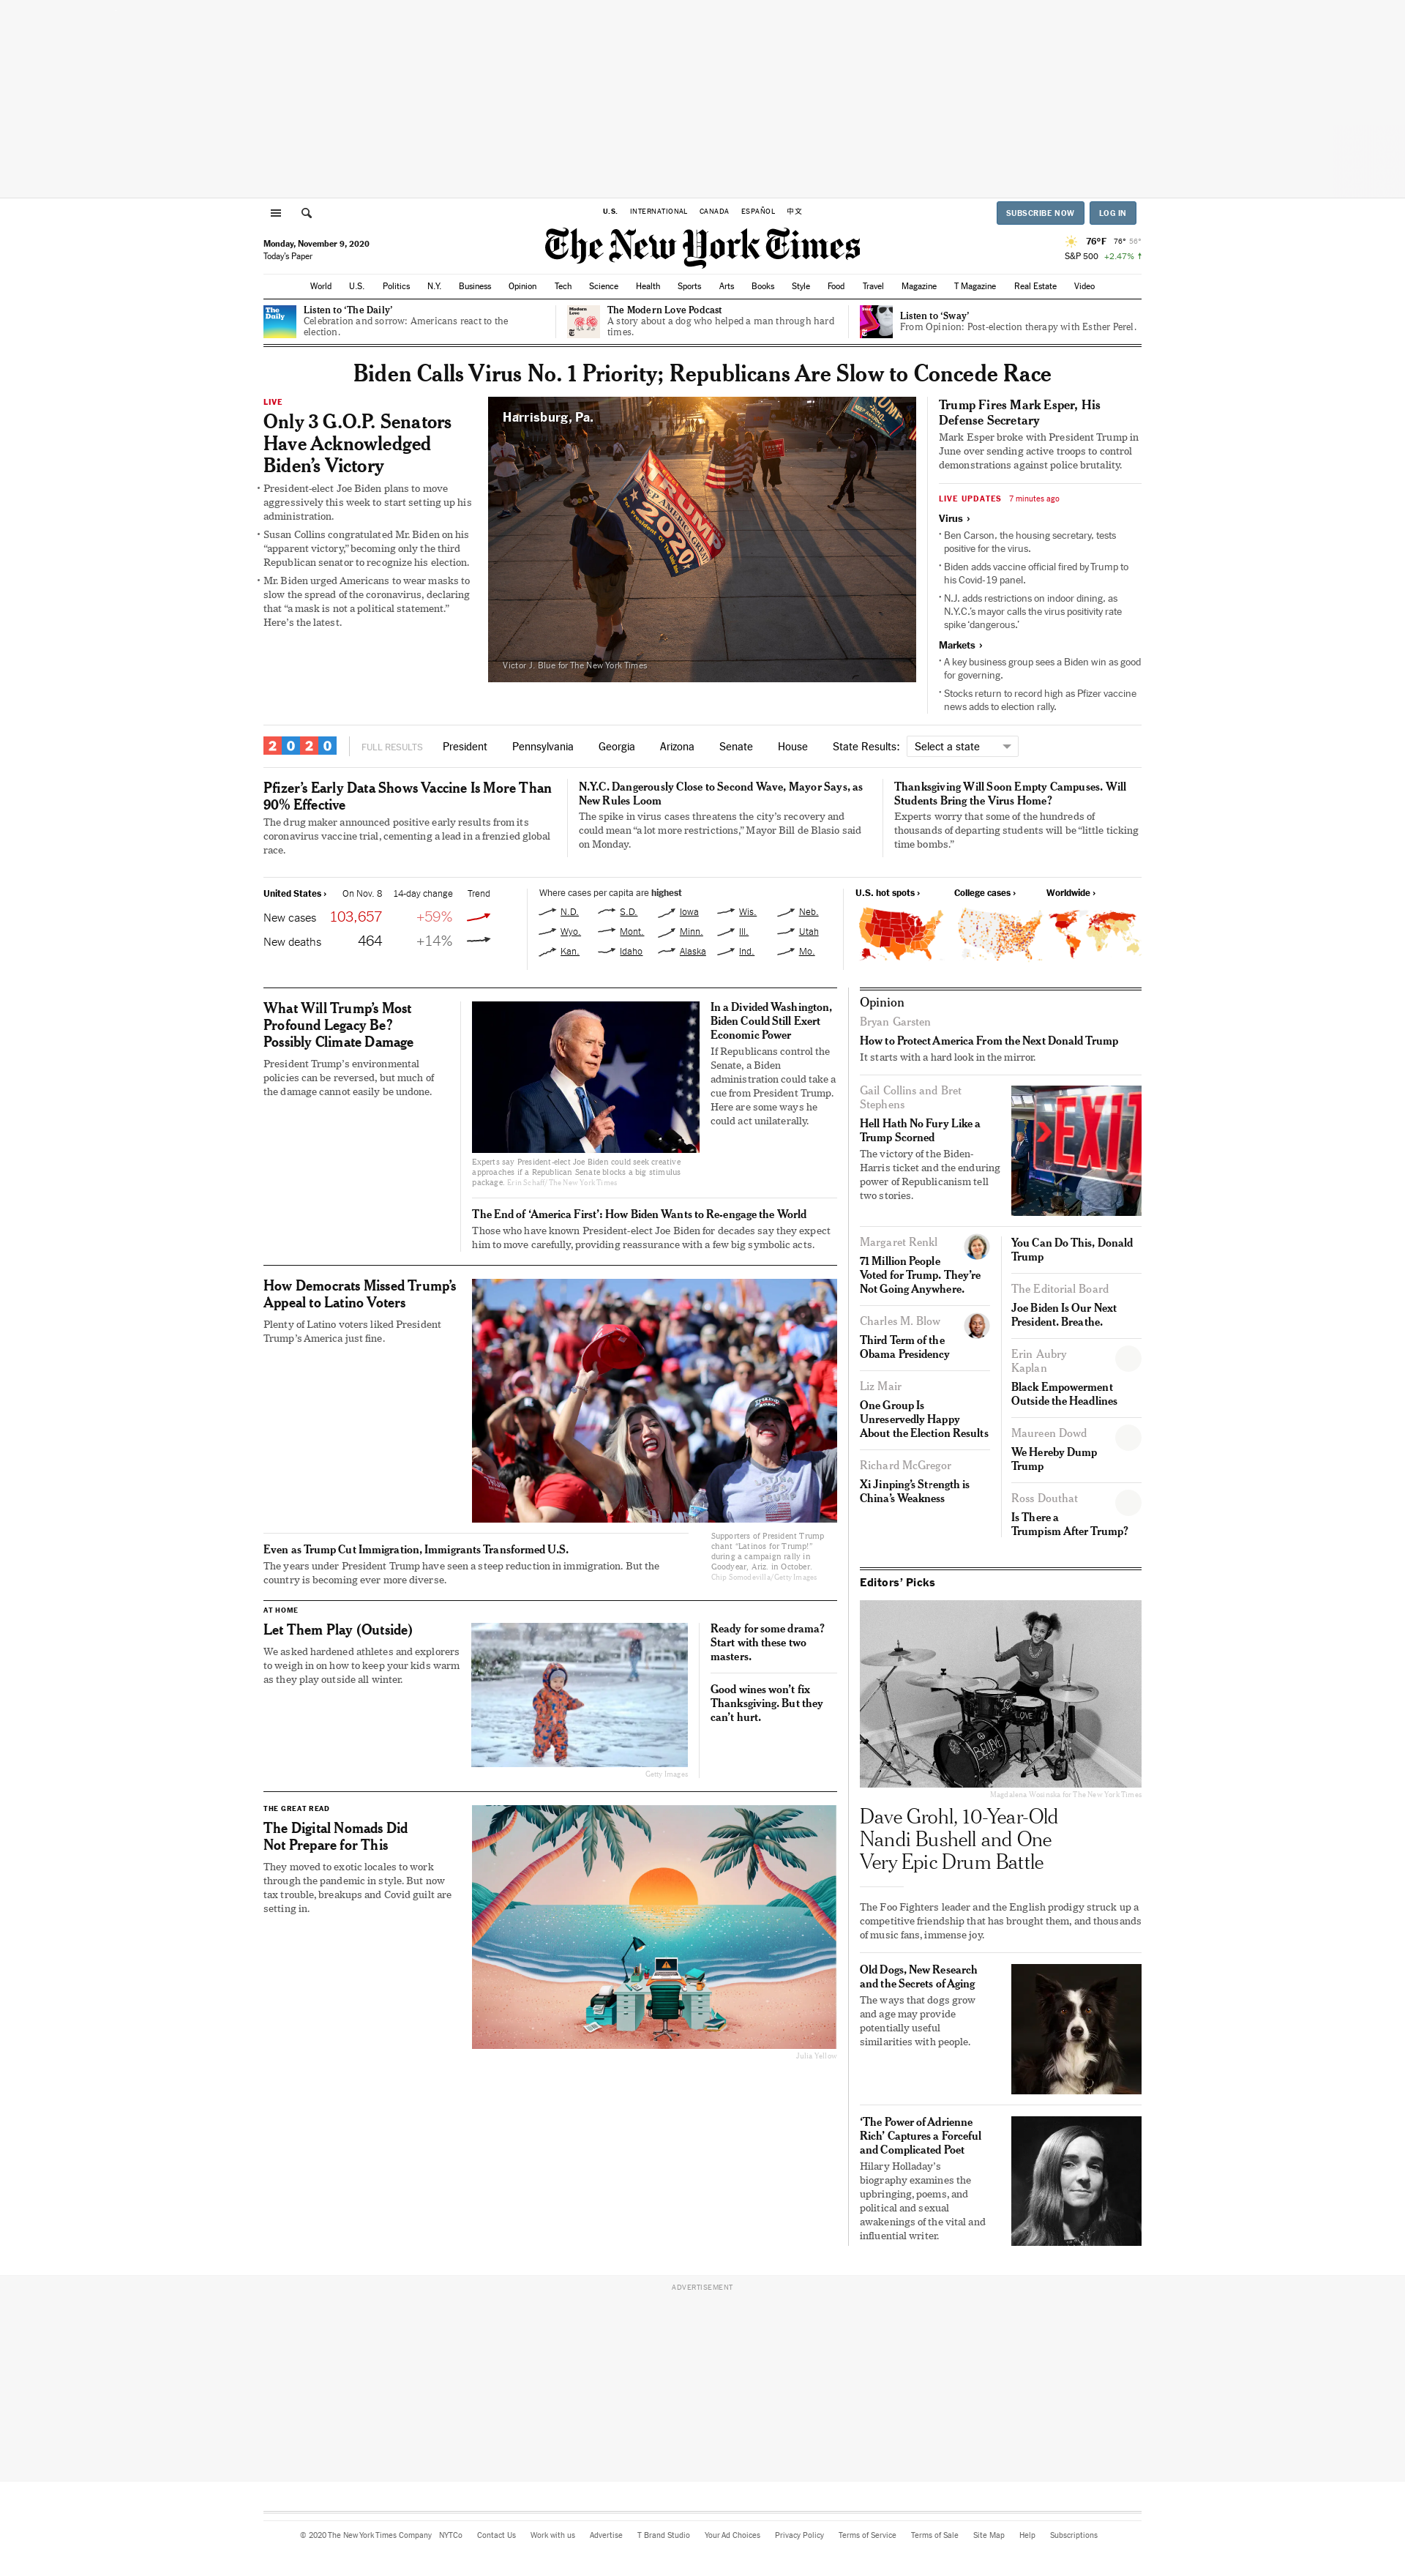 U.S. INTERNATIONAL CANADA ESPAÑOL 中文
SUBSCRIBE NOW LOG IN
Monday, November 9, 2020
Today's Paper
The New York Times
76°F 76° 56°
S&P 500 +2.47%
World U.S. Politics N.Y. Business Opinion Tech Science Health Sports Arts Books Style Food Travel Magazine T Magazine Real Estate Video
The Daily
Listen to ‘The Daily’
Celebration and sorrow: Americans react to the
election.
Modern Love
The Modern Love Podcast
A story about a dog who helped a man through hard
times.
Listen to ‘Sway’
From Opinion: Post-election therapy with Esther Perel.
Biden Calls Virus No. 1 Priority; Republicans Are Slow to Concede Race
LIVE
Only 3 G.O.P. Senators
Have Acknowledged
Biden’s Victory
• President-elect Joe Biden plans to move
aggressively this week to start setting up his
administration.
• Susan Collins congratulated Mr. Biden on his
“apparent victory,” becoming only the third
Republican senator to recognize his election.
• Mr. Biden urged Americans to wear masks to
slow the spread of the coronavirus, declaring
that “a mask is not a political statement.”
Here’s the latest.
Harrisburg, Pa.
TRUMP
TRUMP
KEEP AMERICA GREAT!
2020
For President Of The
Victor J. Blue for The New York Times
Trump Fires Mark Esper, His
Defense Secretary
Mark Esper broke with President Trump in
June over sending active troops to control
demonstrations against police brutality.
LIVE UPDATES 7 minutes ago
Virus ›
• Ben Carson, the housing secretary, tests
positive for the virus.
• Biden adds vaccine official fired by Trump to
his Covid-19 panel.
• N.J. adds restrictions on indoor dining, as
N.Y.C.’s mayor calls the virus positivity rate
spike ‘dangerous.’
Markets ›
• A key business group sees a Biden win as good
for governing.
• Stocks return to record high as Pfizer vaccine
news adds to election rally.
2020 FULL RESULTS President Pennsylvania Georgia Arizona Senate House State Results: Select a state
Pfizer’s Early Data Shows Vaccine Is More Than
90% Effective
The drug maker announced positive early results from its
coronavirus vaccine trial, cementing a lead in a frenzied global
race.
N.Y.C. Dangerously Close to Second Wave, Mayor Says, as
New Rules Loom
The spike in virus cases threatens the city’s recovery and
could mean “a lot more restrictions,” Mayor Bill de Blasio said
on Monday.
Thanksgiving Will Soon Empty Campuses. Will
Students Bring the Virus Home?
Experts worry that some of the hundreds of
thousands of departing students will be “little ticking
time bombs.”
United States › On Nov. 8 14-day change Trend
New cases 103,657 +59%
New deaths 464 +14%
Where cases per capita are highest
N.D. S.D. Iowa Wis. Neb.
Wyo. Mont. Minn. Ill. Utah
Kan. Idaho Alaska Ind. Mo.
U.S. hot spots › College cases › Worldwide ›
What Will Trump’s Most
Profound Legacy Be?
Possibly Climate Damage
President Trump’s environmental
policies can be reversed, but much of
the damage cannot easily be undone.
Experts say President-elect Joe Biden could seek creative
approaches if a Republican Senate blocks a big stimulus
package. Erin Schaff/The New York Times
In a Divided Washington,
Biden Could Still Exert
Economic Power
If Republicans control the
Senate, a Biden
administration could take a
cue from President Trump.
Here are some ways he
could act unilaterally.
The End of ‘America First’: How Biden Wants to Re-engage the World
Those who have known President-elect Joe Biden for decades say they expect
him to move carefully, providing reassurance with a few big symbolic acts.
How Democrats Missed Trump’s
Appeal to Latino Voters
Plenty of Latino voters liked President
Trump’s America just fine.
LATINA
Supporters of President Trump
chant “Latinos for Trump!”
during a campaign rally in
Goodyear, Ariz. in October.
Chip Somodevilla/Getty Images
Even as Trump Cut Immigration, Immigrants Transformed U.S.
The years under President Trump have seen a steep reduction in immigration. But the
country is becoming ever more diverse.
AT HOME
Let Them Play (Outside)
We asked hardened athletes and explorers
to weigh in on how to keep your kids warm
as they play outside all winter.
Getty Images
Ready for some drama?
Start with these two
masters.
Good wines won’t fix
Thanksgiving. But they
can’t hurt.
THE GREAT READ
The Digital Nomads Did
Not Prepare for This
They moved to exotic locales to work
through the pandemic in style. But now
tax trouble, breakups and Covid guilt are
setting in.
Julia Yellow
Opinion
Bryan Garsten
How to Protect America From the Next Donald Trump
It starts with a hard look in the mirror.
Gail Collins and Bret
Stephens
Hell Hath No Fury Like a
Trump Scorned
The victory of the Biden-
Harris ticket and the enduring
power of Republicanism tell
two stories.
EXIT
Margaret Renkl
71 Million People
Voted for Trump. They’re
Not Going Anywhere.
Charles M. Blow
Third Term of the
Obama Presidency
Liz Mair
One Group Is
Unreservedly Happy
About the Election Results
Richard McGregor
Xi Jinping’s Strength is
China’s Weakness
You Can Do This, Donald
Trump
The Editorial Board
Joe Biden Is Our Next
President. Breathe.
Erin Aubry
Kaplan
Black Empowerment
Outside the Headlines
Maureen Dowd
We Hereby Dump
Trump
Ross Douthat
Is There a
Trumpism After Trump?
Editors’ Picks
LOVE
BELIEVE
Magdalena Wosinska for The New York Times
Dave Grohl, 10-Year-Old
Nandi Bushell and One
Very Epic Drum Battle
The Foo Fighters leader and the English prodigy struck up a
competitive friendship that has brought them, and thousands
of music fans, immense joy.
Old Dogs, New Research
and the Secrets of Aging
The ways that dogs grow
and age may provide
potentially useful
similarities with people.
‘The Power of Adrienne
Rich’ Captures a Forceful
and Complicated Poet
Hilary Holladay’s
biography examines the
upbringing, poems, and
political and sexual
awakenings of the vital and
influential writer.
ADVERTISEMENT
© 2020 The New York Times Company NYTCo Contact Us Work with us Advertise T Brand Studio Your Ad Choices Privacy Policy Terms of Service Terms of Sale Site Map Help Subscriptions